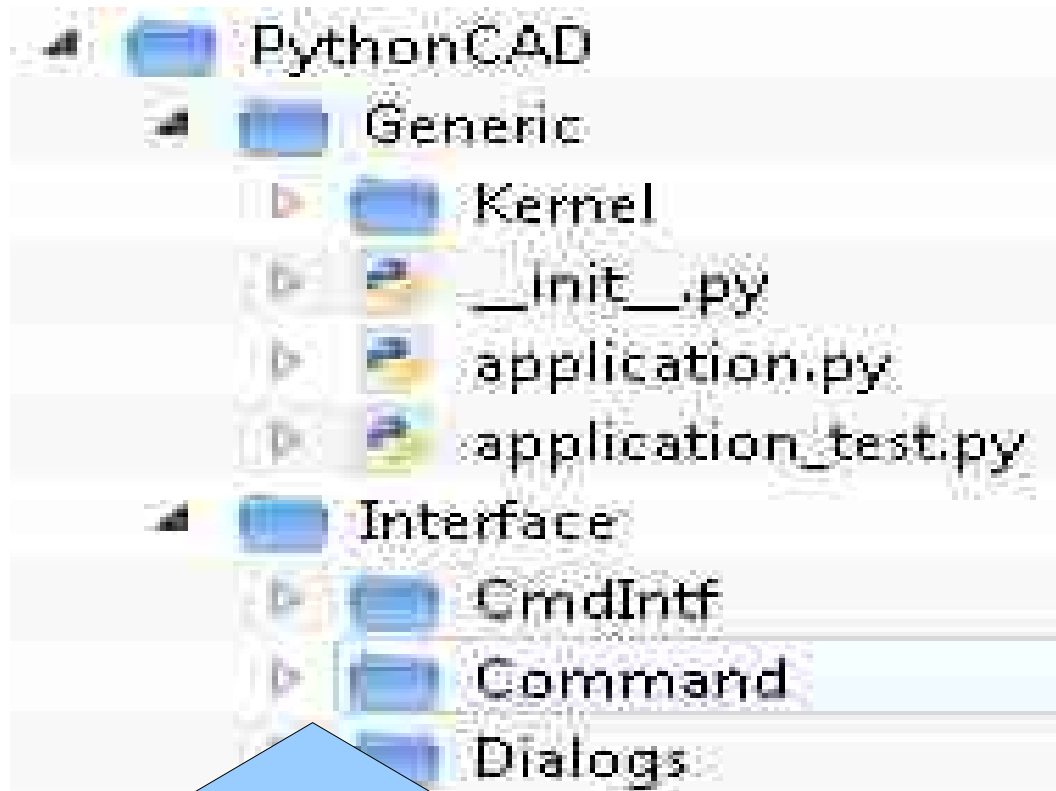 PythonCAD
Generic
Kernel
__init__.py
application.py
application_test.py
Interface
CmdIntf
Command
Dialogs